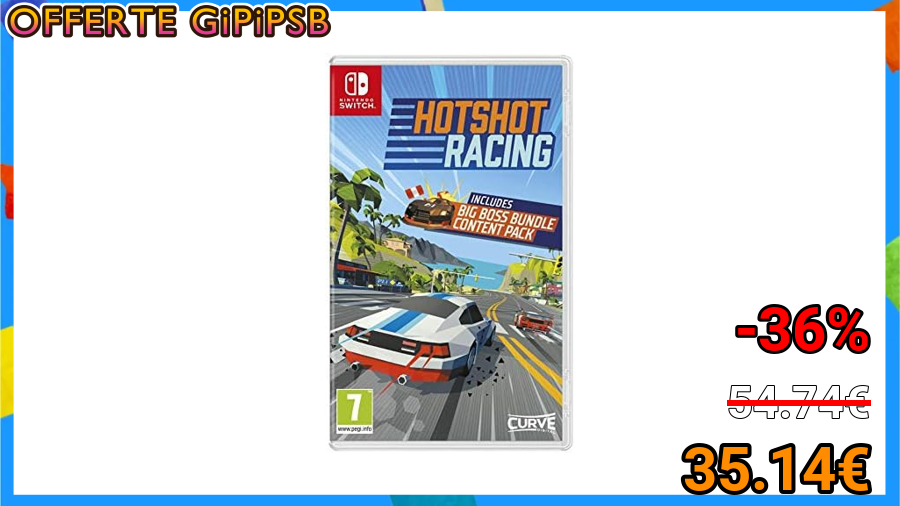 OFFERTE GiPiPSB
NINTENDO
SWITCH.
HOTSHOT
RACING
INCLUDES
BIG BOSS BUNDLE
CONTENT PACK
7
www.pegi.info
CURVE
DIGITAL
-36%
54.74€
35.14€